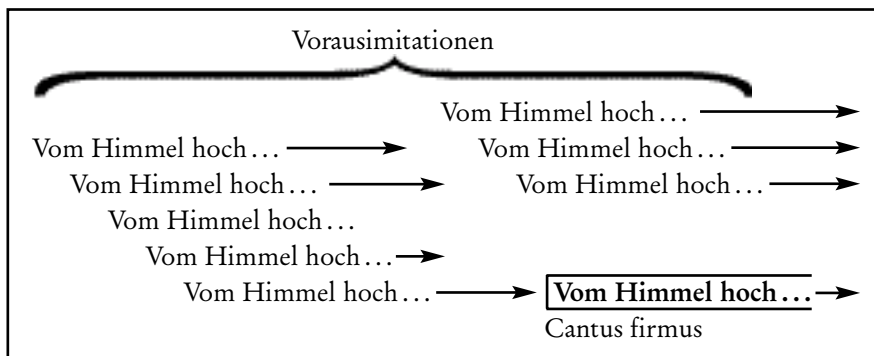 Vorausimitationen
Vom Himmel hoch ...
Vom Himmel hoch ... Vom Himmel hoch ...
Vom Himmel hoch ... Vom Himmel hoch ...
Vom Himmel hoch ...
Vom Himmel hoch ...
Vom Himmel hoch ... Vom Himmel hoch ...
Cantus firmus